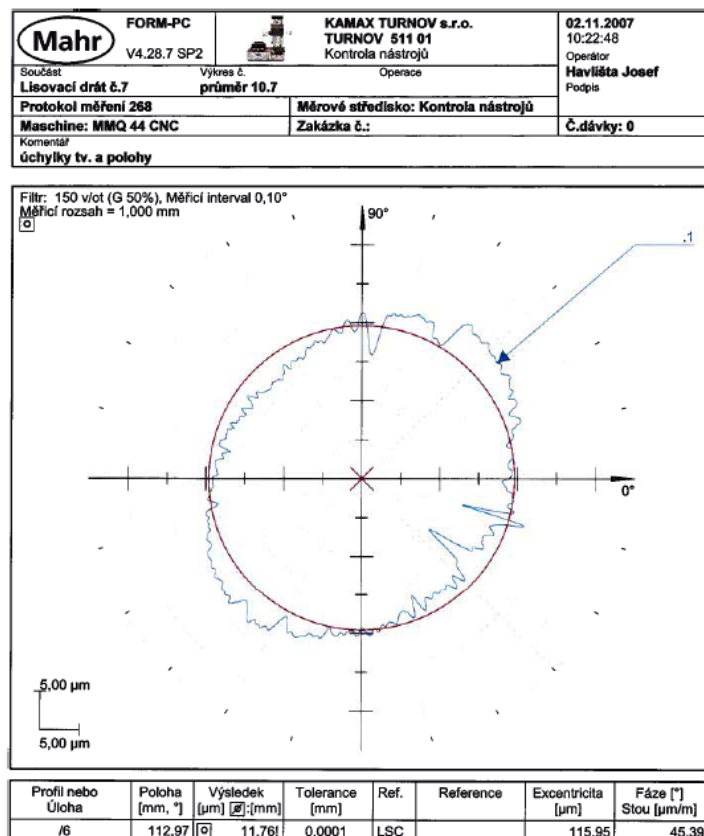 Mahr
FORM-PC
V4.28.7 SP2
KAMAX TURNOV s.r.o.
TURNOV 511 01
Kontrola nástrojů
02.11.2007
10:22:48
Operátor
Havlišta Josef
Podpis
Součást
Lisovací drát č.7
Výkres č.
průměr 10.7
Operace
Protokol měření 268
Měrové středisko: Kontrola nástrojů
Maschine: MMQ 44 CNC
Zakázka č.:
Č.dávky: 0
Komentář
úchylky tv. a polohy
Filtr: 150 v/ot (G 50%), Měřicí interval 0,10°
Měřicí rozsah = 1,000 mm
90°
.1
0°
5,00 µm
5,00 µm
Profil nebo Úloha
Poloha [mm, °]
Výsledek [µm] :[mm]
Tolerance [mm]
Ref.
Reference
Excentricita [µm]
Fáze [°] Stou [µm/m]
/6 112.97 11.76! 0.0001 LSC 115.95 45.39